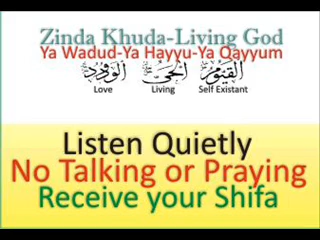 Zinda Khuda-Living God
Ya Wadud-Ya Hayyu-Ya Qayyum
الودود الحي القيوم
Love Living Self Existant
Listen Quietly
No Talking or Praying
Receive your Shifa